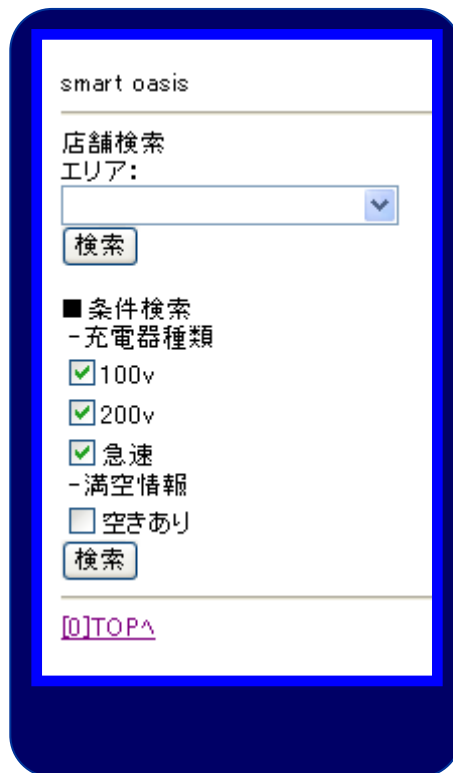 smart oasis
店舗検索
エリア:
検索
■条件検索
-充電器種類
100v
200v
急速
-満空情報
空きあり
検索
[0]TOPへ